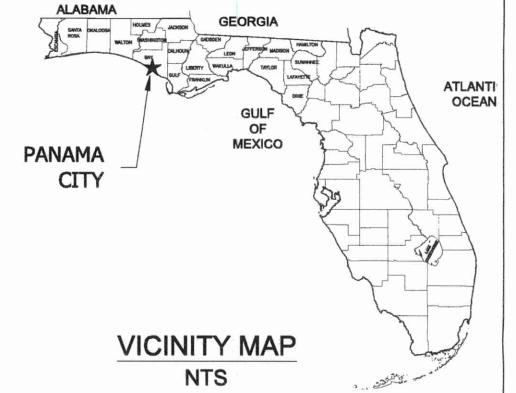 ALABAMA
GEORGIA
HOLMES
JACKSON
SANTA
ROSA
OKALOOSA
WALTON
WASHINGTON
GADSDEN
CALHOUN
LEON
JEFFERSON
MADISON
HAMILTON
BAY
LIBERTY
WAKULLA
TAYLOR
SUWANNEE
LAFAYETTE
GULF
FRANKLIN
DIXIE
GULF
OF
MEXICO
ATLANTI
OCEAN
PANAMA
CITY
LAKE
VICINITY MAP
NTS